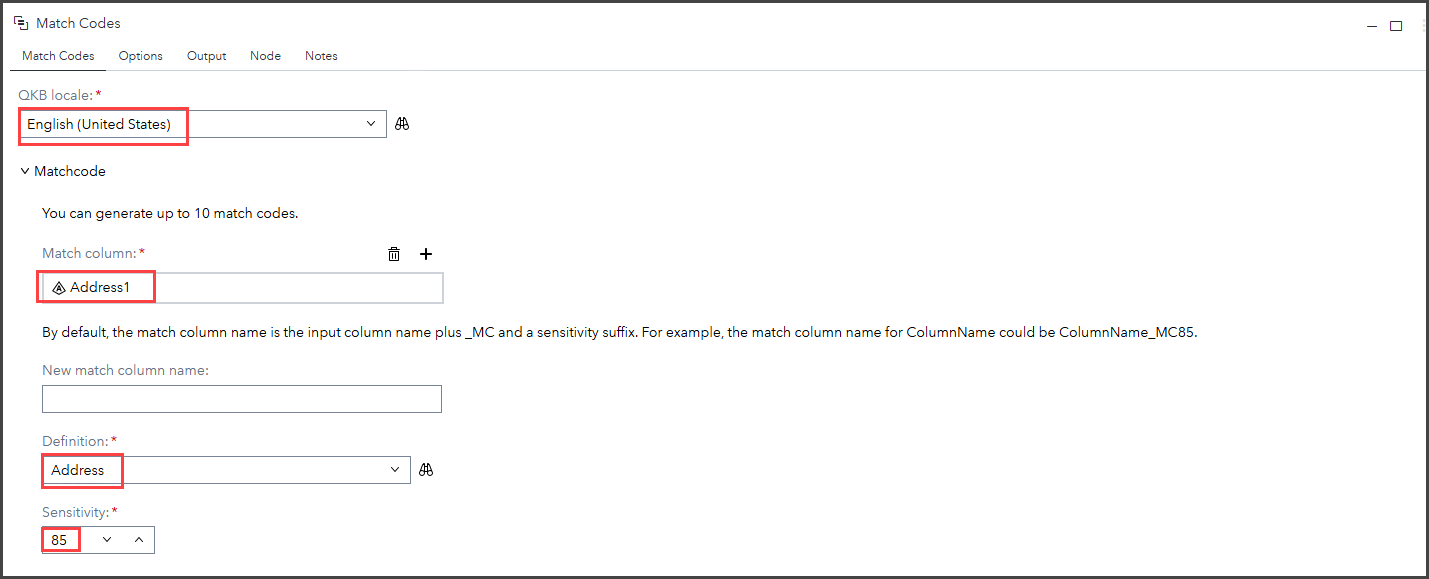 Match Codes
Match Codes Options Output Node Notes
QKB locale:*
English (United States)
Matchcode
You can generate up to 10 match codes.
Match column:*
Address1
By default, the match column name is the input column name plus _MC and a sensitivity suffix. For example, the match column name for ColumnName could be ColumnName_MC85.
New match column name:
Definition:*
Address
Sensitivity:*
85